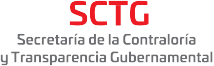 SCTG
Secretaría de la Contraloría
y Transparencia Gubernamental